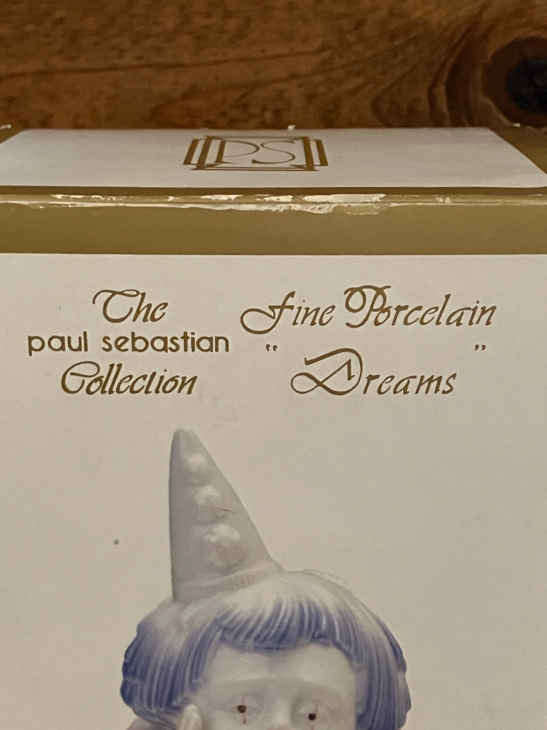 PS
The
paul sebastian
Collection
Fine Porcelain
"Dreams"